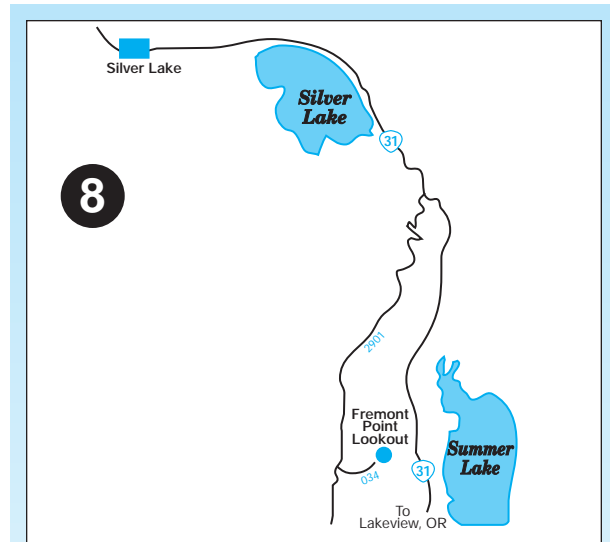 Silver Lake
Silver
Lake
31
8
2901
Fremont
Point
Lookout
Summer
Lake
31
034
To
Lakeview, OR